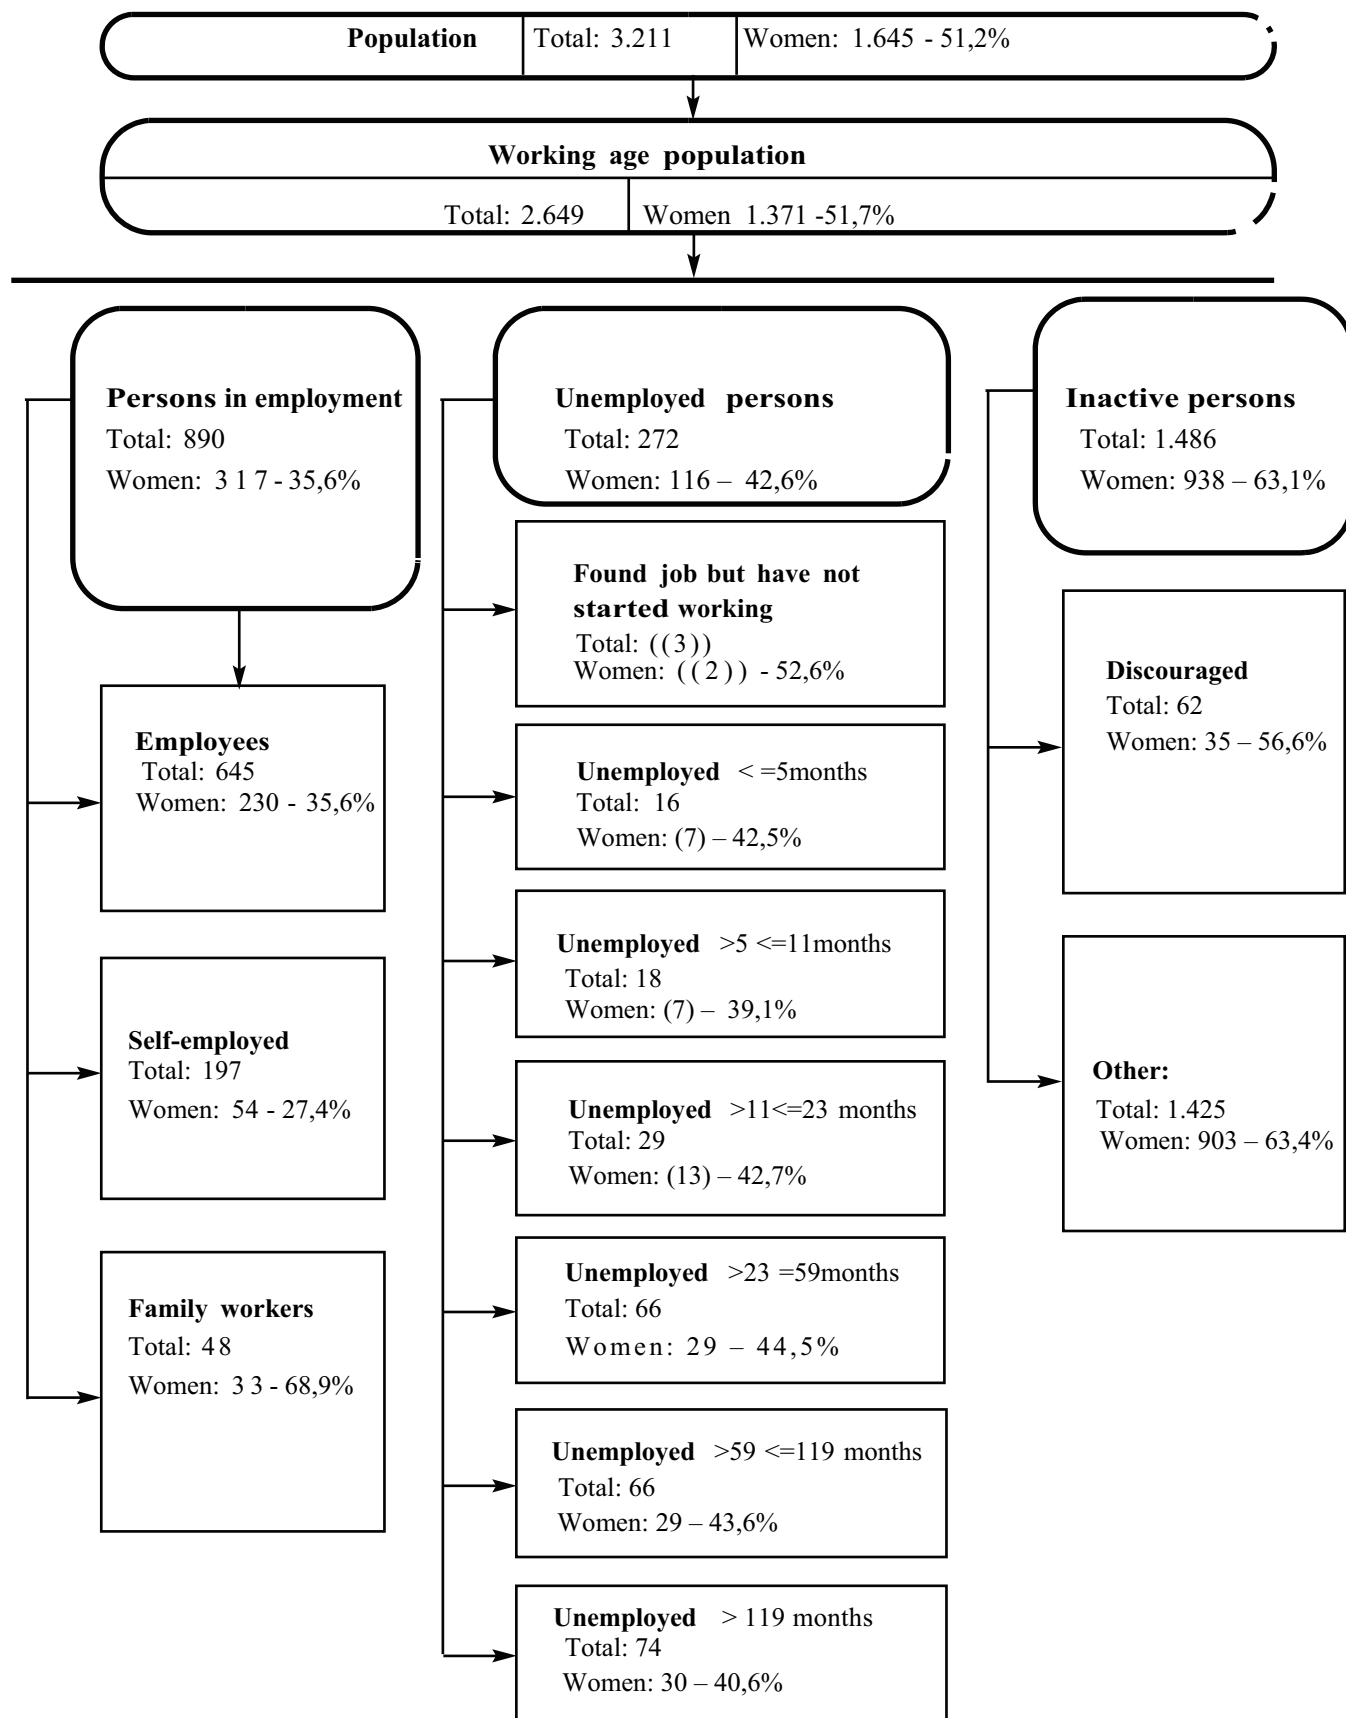 Population Total: 3.211 Women: 1.645 - 51,2%
Working age population
Total: 2.649 Women 1.371 -51,7%
Persons in employment
Total: 890
Women: 3 1 7 - 35,6%
Employees
Total: 645
Women: 230 - 35,6%
Self-employed
Total: 197
Women: 54 - 27,4%
Family workers
Total: 48
Women: 3 3 - 68,9%
Unemployed persons
Total: 272
Women: 116 – 42,6%
Found job but have not
started working
Total: ((3))
Women: ((2)) - 52,6%
Unemployed < =5months
Total: 16
Women: (7) – 42,5%
Unemployed >5 <=11months
Total: 18
Women: (7) – 39,1%
Unemployed >11<=23 months
Total: 29
Women: (13) – 42,7%
Unemployed >23 =59months
Total: 66
Women: 29 – 44,5%
Unemployed >59 <=119 months
Total: 66
Women: 29 – 43,6%
Unemployed > 119 months
Total: 74
Women: 30 – 40,6%
Inactive persons
Total: 1.486
Women: 938 – 63,1%
Discouraged
Total: 62
Women: 35 – 56,6%
Other:
Total: 1.425
Women: 903 – 63,4%